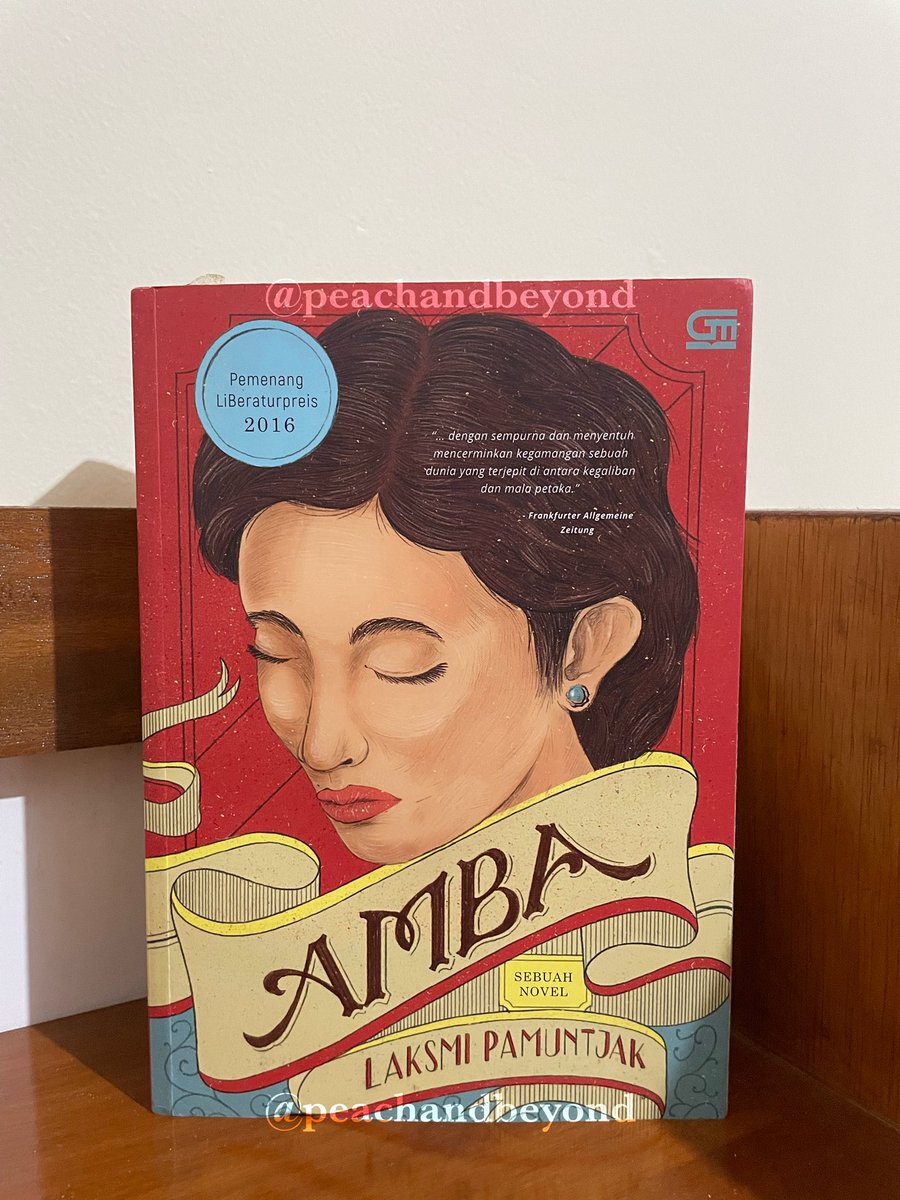 @peachandbeyond
GM
Pemenang
LiBeraturpreis
2016
"... dengan sempurna dan menyentuh
mencerminkan kegamangan sebuah
dunia yang terjepit di antara kegaliban
dan mala petaka."
- Frankfurter Allgemeine
Zeitung
AMBA
SEBUAH
NOVEL
LAKSMI PAMUNTJAK
@peachandbeyond